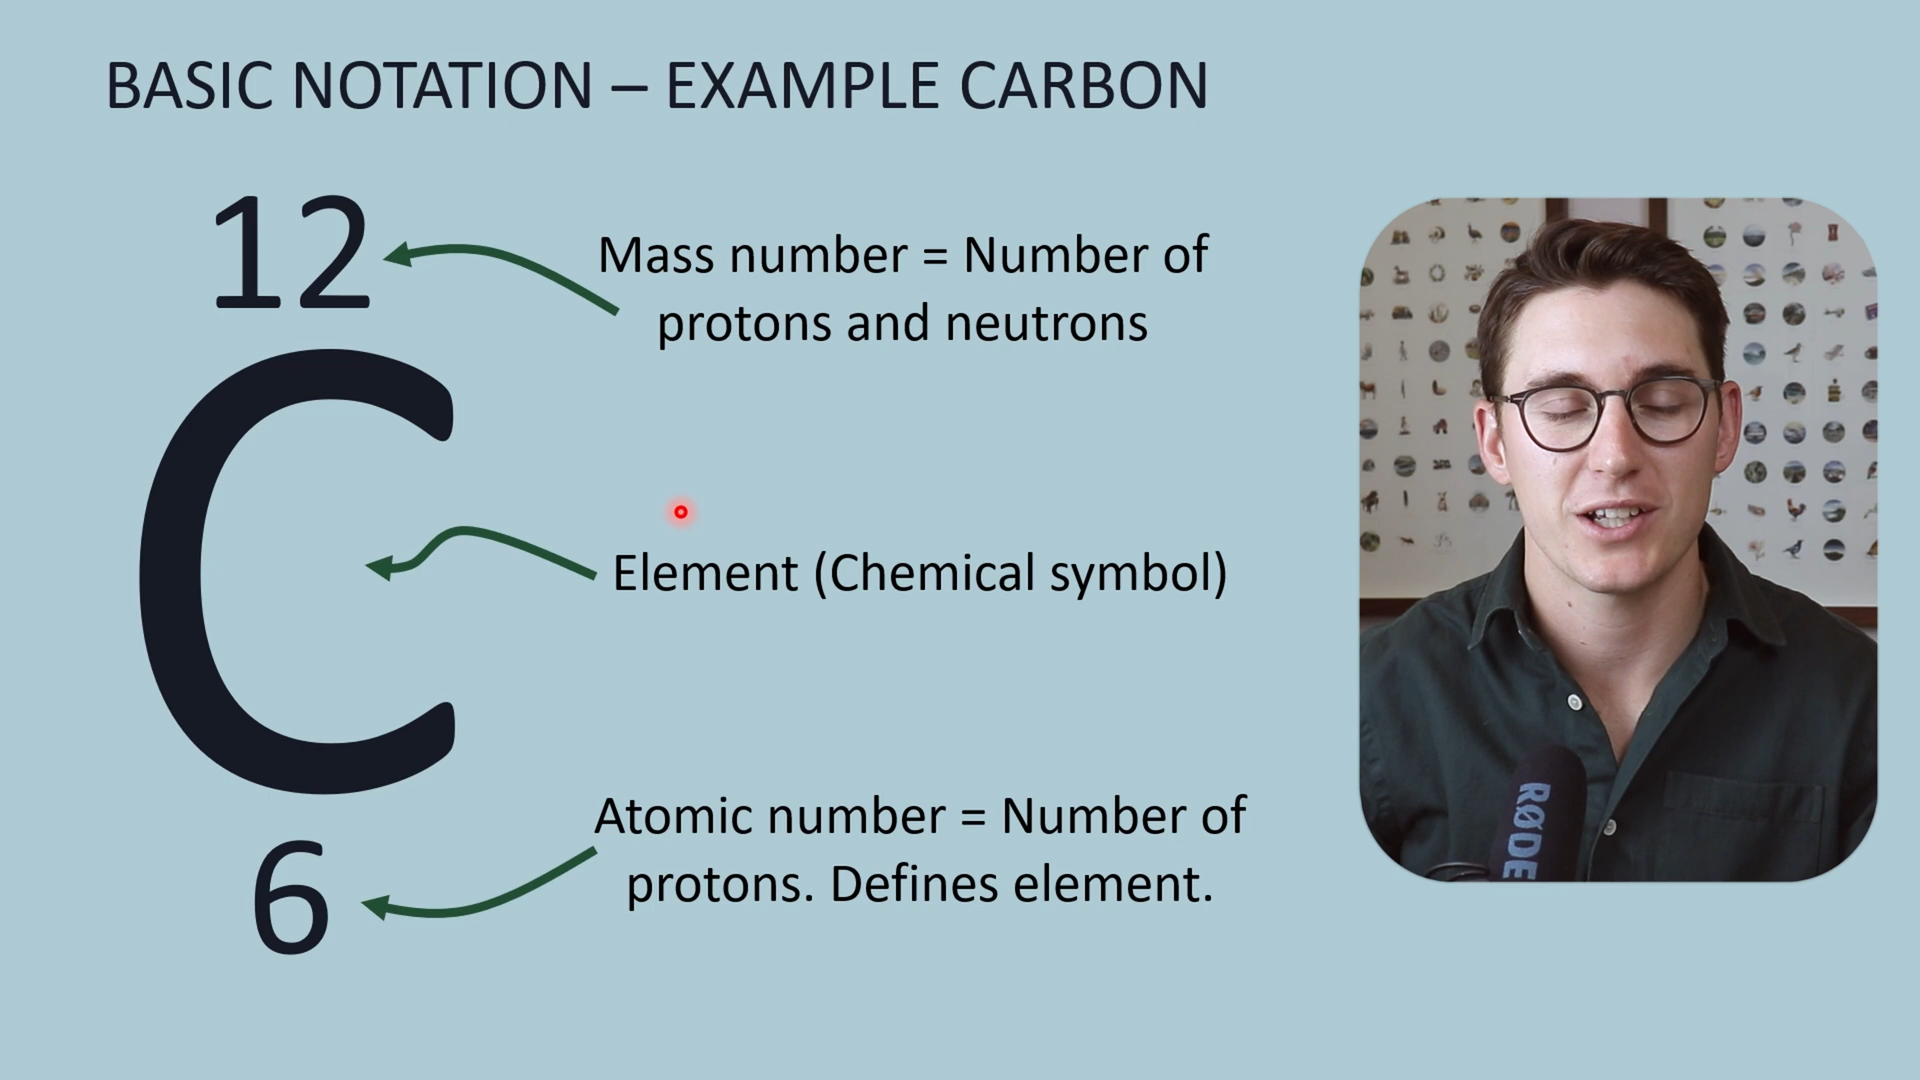 BASIC NOTATION – EXAMPLE CARBON
12
Mass number = Number of
protons and neutrons
C
Element (Chemical symbol)
Atomic number = Number of
protons. Defines element.
6
RØDE